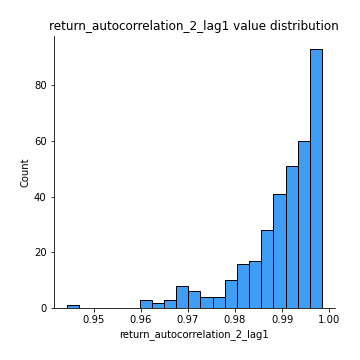 return_autocorrelation_2_lag1 value distribution
80
60
40
20
0
Count
0.95 0.96 0.97 0.98 0.99 1.00
return_autocorrelation_2_lag1